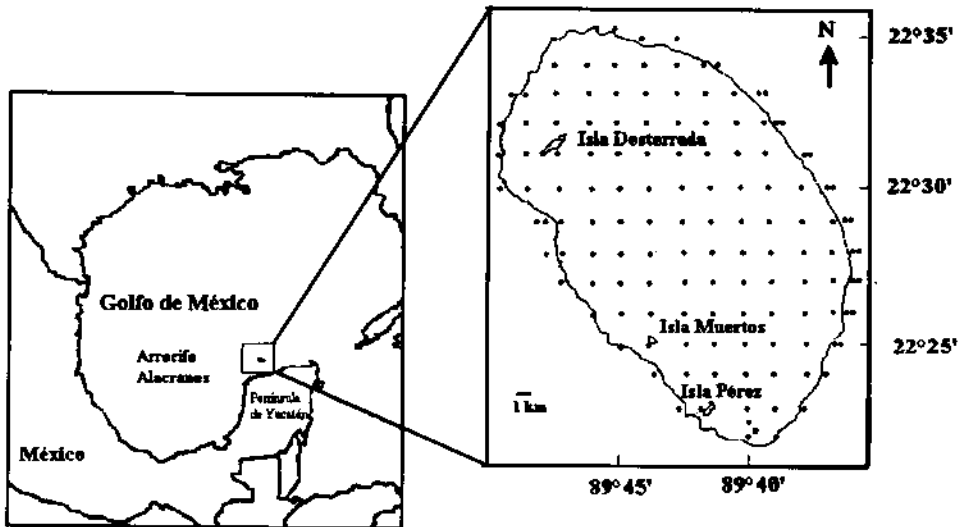 Golfo de México
Arrecife
Alacranes
Península
de Yucatán
México
N
22°35'
Isla Desterrada
22°30'
Isla Muertos
22°25'
Isla Pérez
1 km
89°45'
89°40'